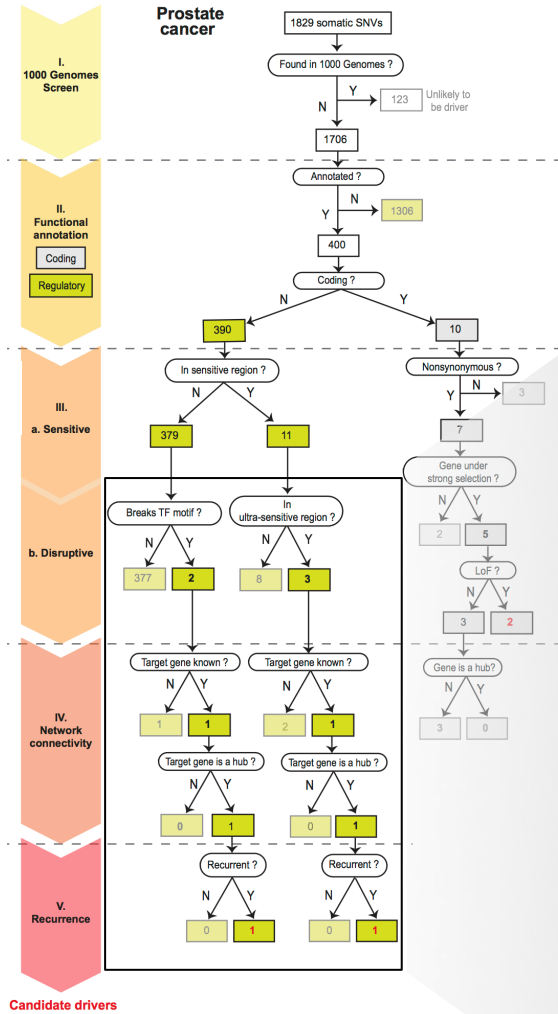 Prostate
cancer
1829 somatic SNVs
I.
1000 Genomes
Screen
Found in 1000 Genomes ?
Y
N
123
Unlikely to
be driver
1706
II.
Functional
annotation
Coding
Regulatory
Annotated ?
N
Y
1306
400
Coding ?
N
Y
390
10
III.
a. Sensitive
In sensitive region ?
N
Y
379
11
Nonsynonymous ?
N
Y
3
7
Gene under
strong selection ?
N
Y
2
5
b. Disruptive
Breaks TF motif ?
N
Y
377
2
In
ultra-sensitive region ?
N
Y
8
3
LoF ?
N
Y
3
2
IV.
Network
connectivity
Target gene known ?
N
Y
1
1
Target gene known ?
N
Y
2
1
Gene is a hub?
N
Y
3
0
Target gene is a hub ?
N
Y
0
1
Target gene is a hub ?
N
Y
0
1
V.
Recurrence
Recurrent ?
N
Y
0
1
Recurrent ?
N
Y
0
1
Candidate drivers